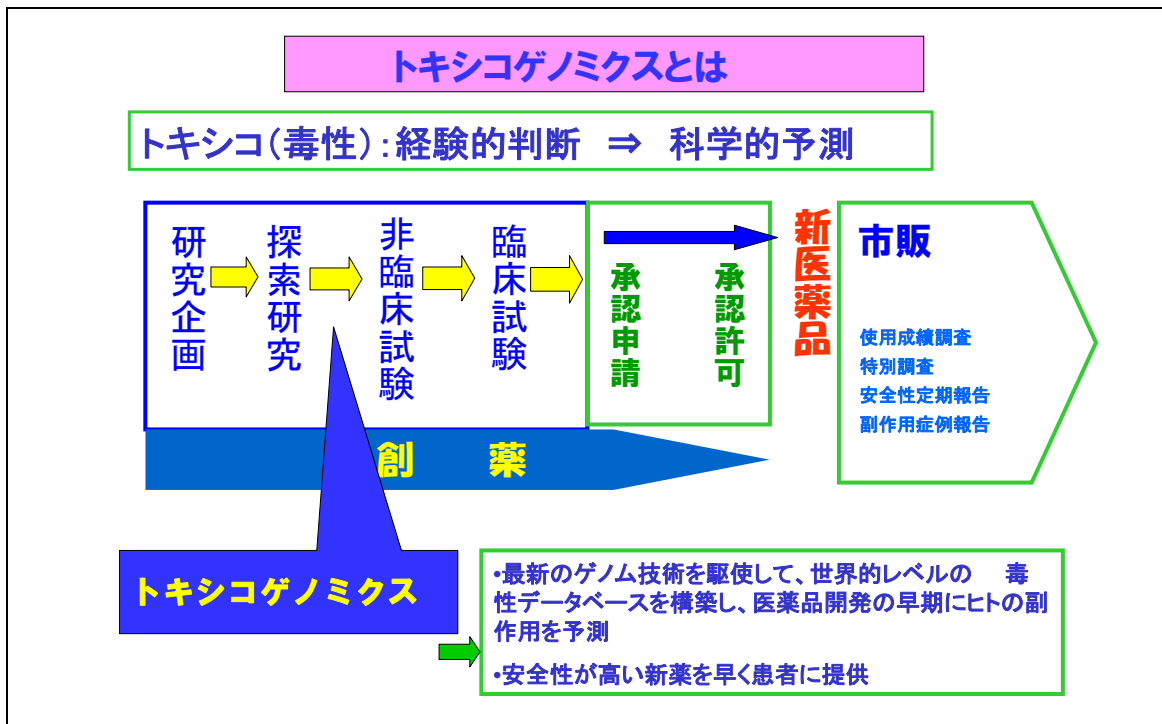 トキシコゲノミクスとは
トキシコ(毒性):経験的判断 ⇒ 科学的予測
研究企画
探索研究
非臨床試験
臨床試験
承認申請
承認許可
新医薬品
市販
使用成績調査
特別調査
安全性定期報告
副作用症例報告
創 薬
トキシコゲノミクス
・最新のゲノム技術を駆使して、世界的レベルの 毒
性データベースを構築し、医薬品開発の早期にヒトの副
作用を予測
・安全性が高い新薬を早く患者に提供